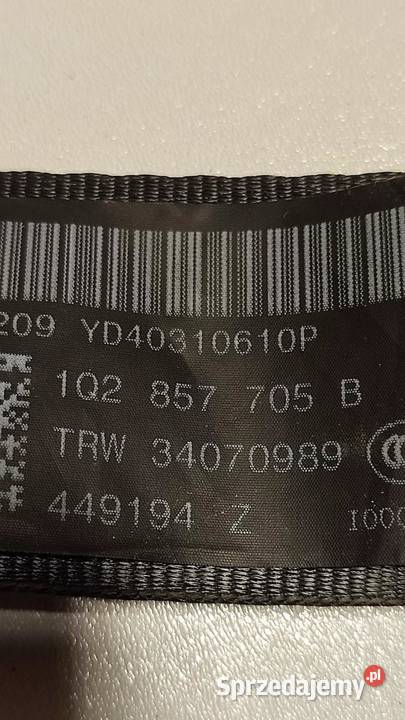 209 YD40310610P
1Q2 857 705 B
TRW 34070989
449194 Z
Sprzedajemy.pl